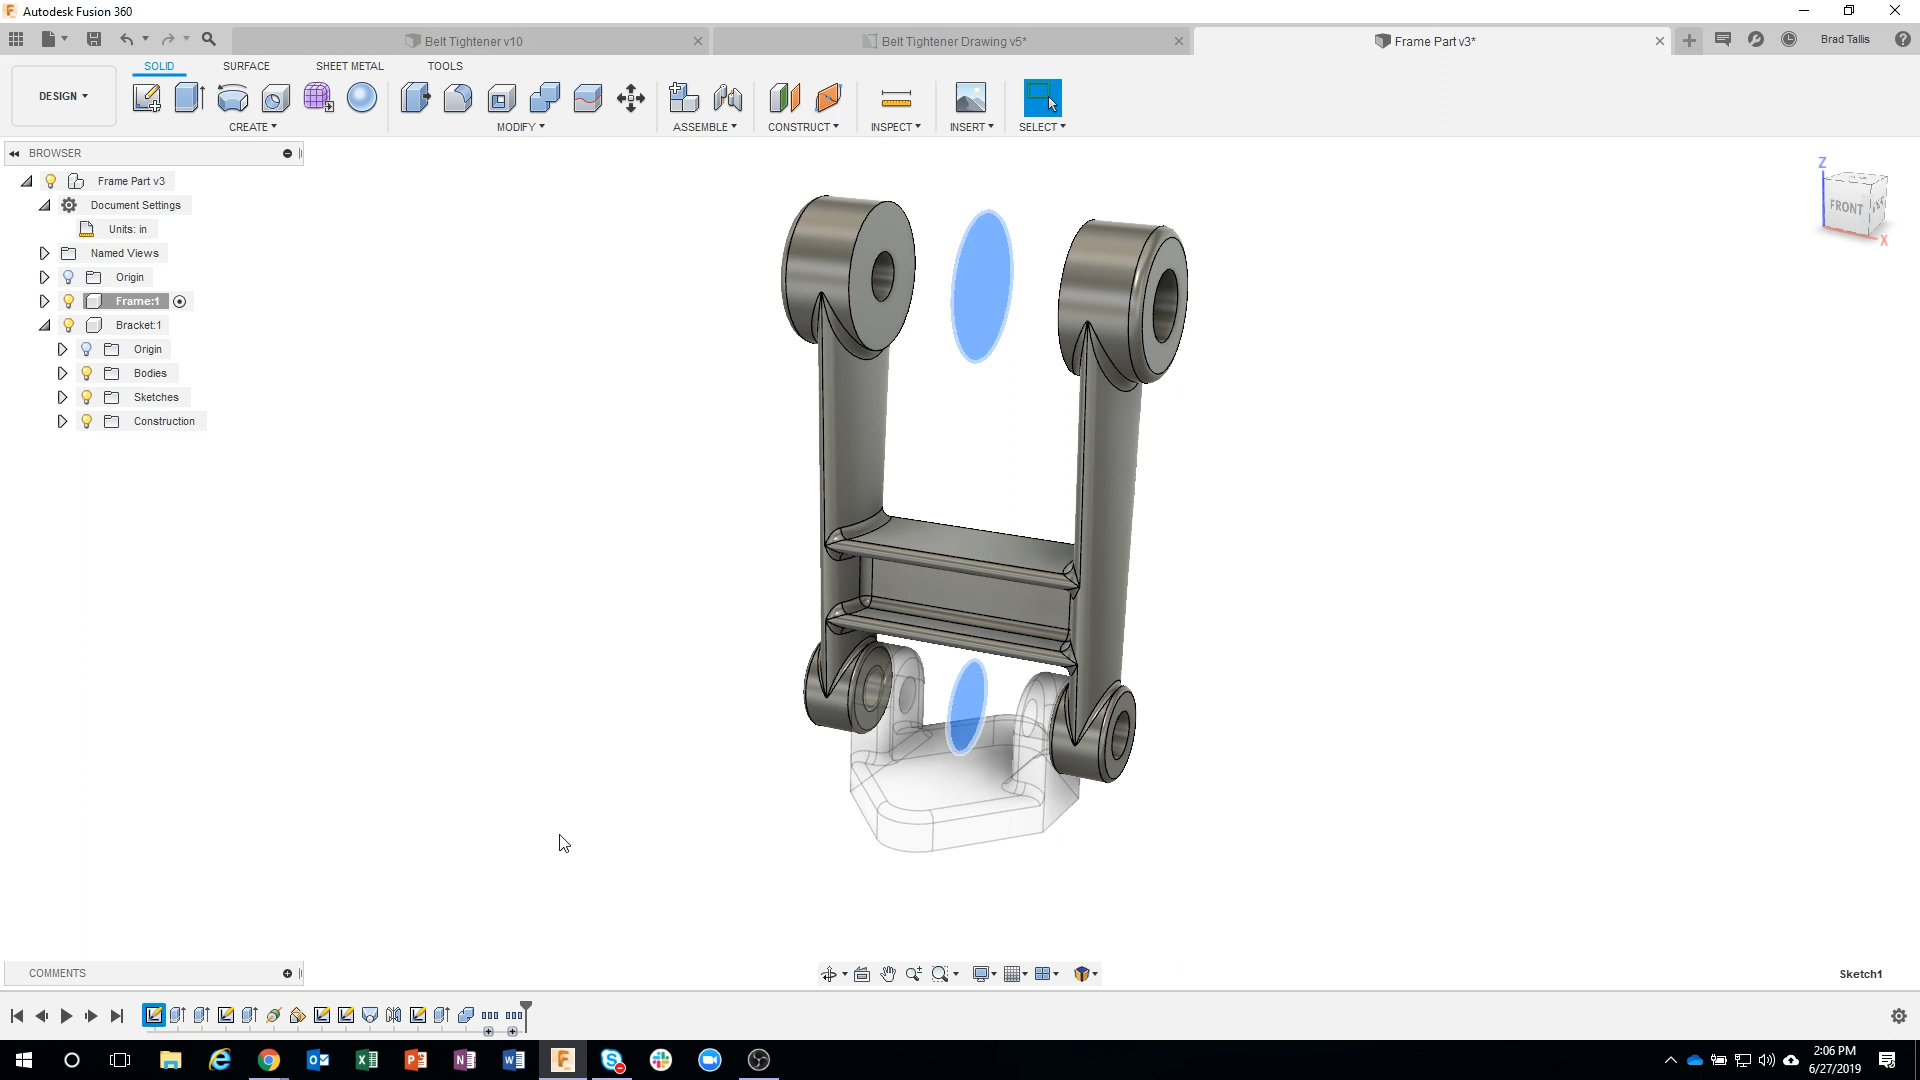 Autodesk Fusion 360
Belt Tightener v10
Belt Tightener Drawing v5*
Frame Part v3*
Brad Tallis
SOLID
SURFACE
SHEET METAL
TOOLS
DESIGN
CREATE
MODIFY
ASSEMBLE
CONSTRUCT
INSPECT
INSERT
SELECT
BROWSER
Frame Part v3
Document Settings
Units: in
Named Views
Origin
Frame:1
Bracket:1
Origin
Bodies
Sketches
Construction
Z
FRONT
X
COMMENTS
Sketch1
2:06 PM
6/27/2019